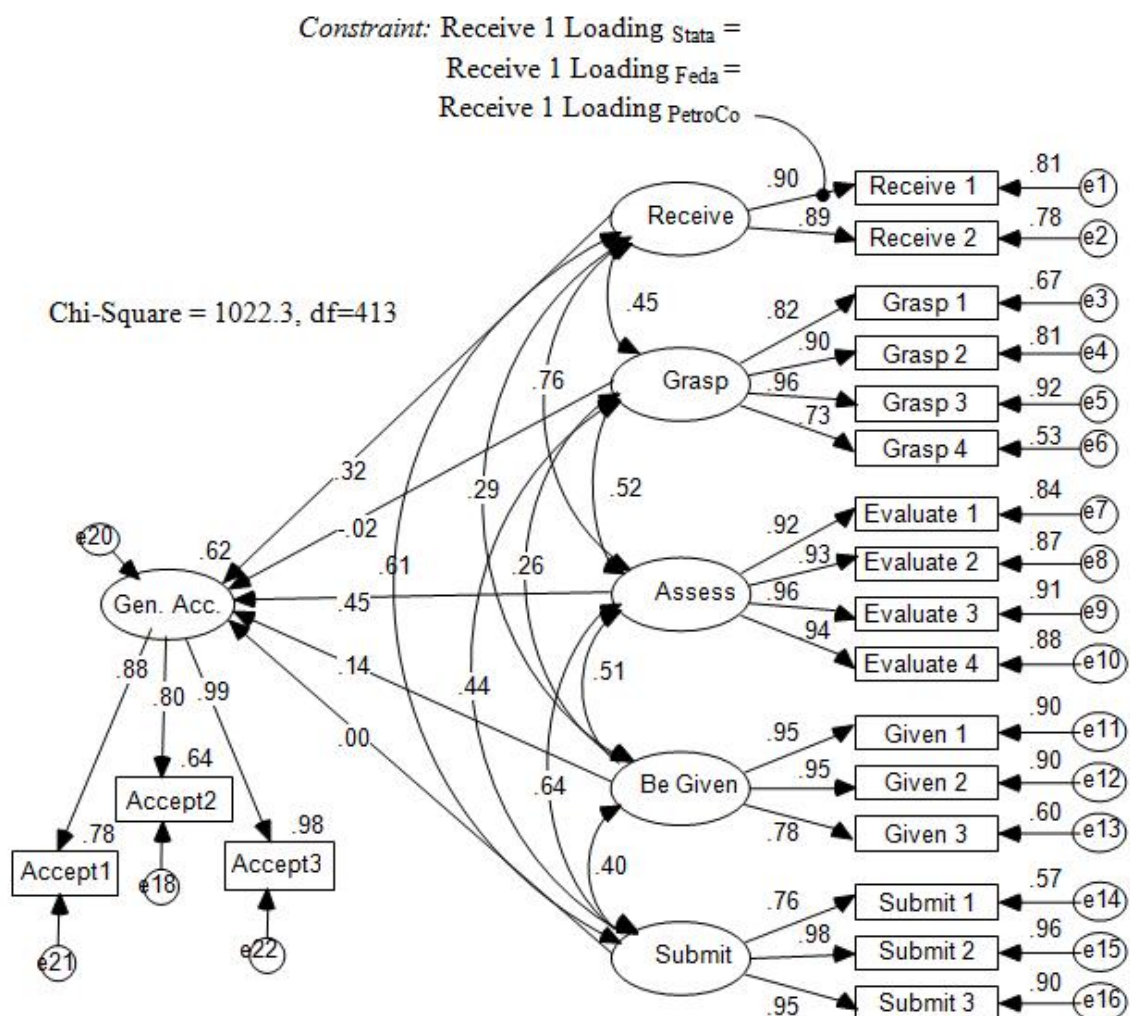 Constraint: Receive 1 Loading Stata =
Receive 1 Loading Feda =
Receive 1 Loading PetroCo
Chi-Square = 1022.3, df=413
.90
Receive 1
.81
e1
Receive
.89
Receive 2
.78
e2
.45
.82
Grasp 1
.67
e3
.90
Grasp 2
.81
e4
Grasp
.96
Grasp 3
.92
e5
.73
Grasp 4
.53
e6
.76
.32
.29
.52
-.02
.61
.26
.92
Evaluate 1
.84
e7
.93
Evaluate 2
.87
e8
Assess
.96
Evaluate 3
.91
e9
.94
Evaluate 4
.88
e10
e20
.62
Gen. Acc.
.45
.14
.44
.51
.00
.64
.88
.80
.99
.95
Given 1
.90
e11
Be Given
.95
Given 2
.90
e12
.78
Given 3
.60
e13
.40
.64
Accept2
e18
.78
Accept1
e21
.98
Accept3
e22
.76
Submit 1
.57
e14
Submit
.98
Submit 2
.96
e15
.95
Submit 3
.90
e16